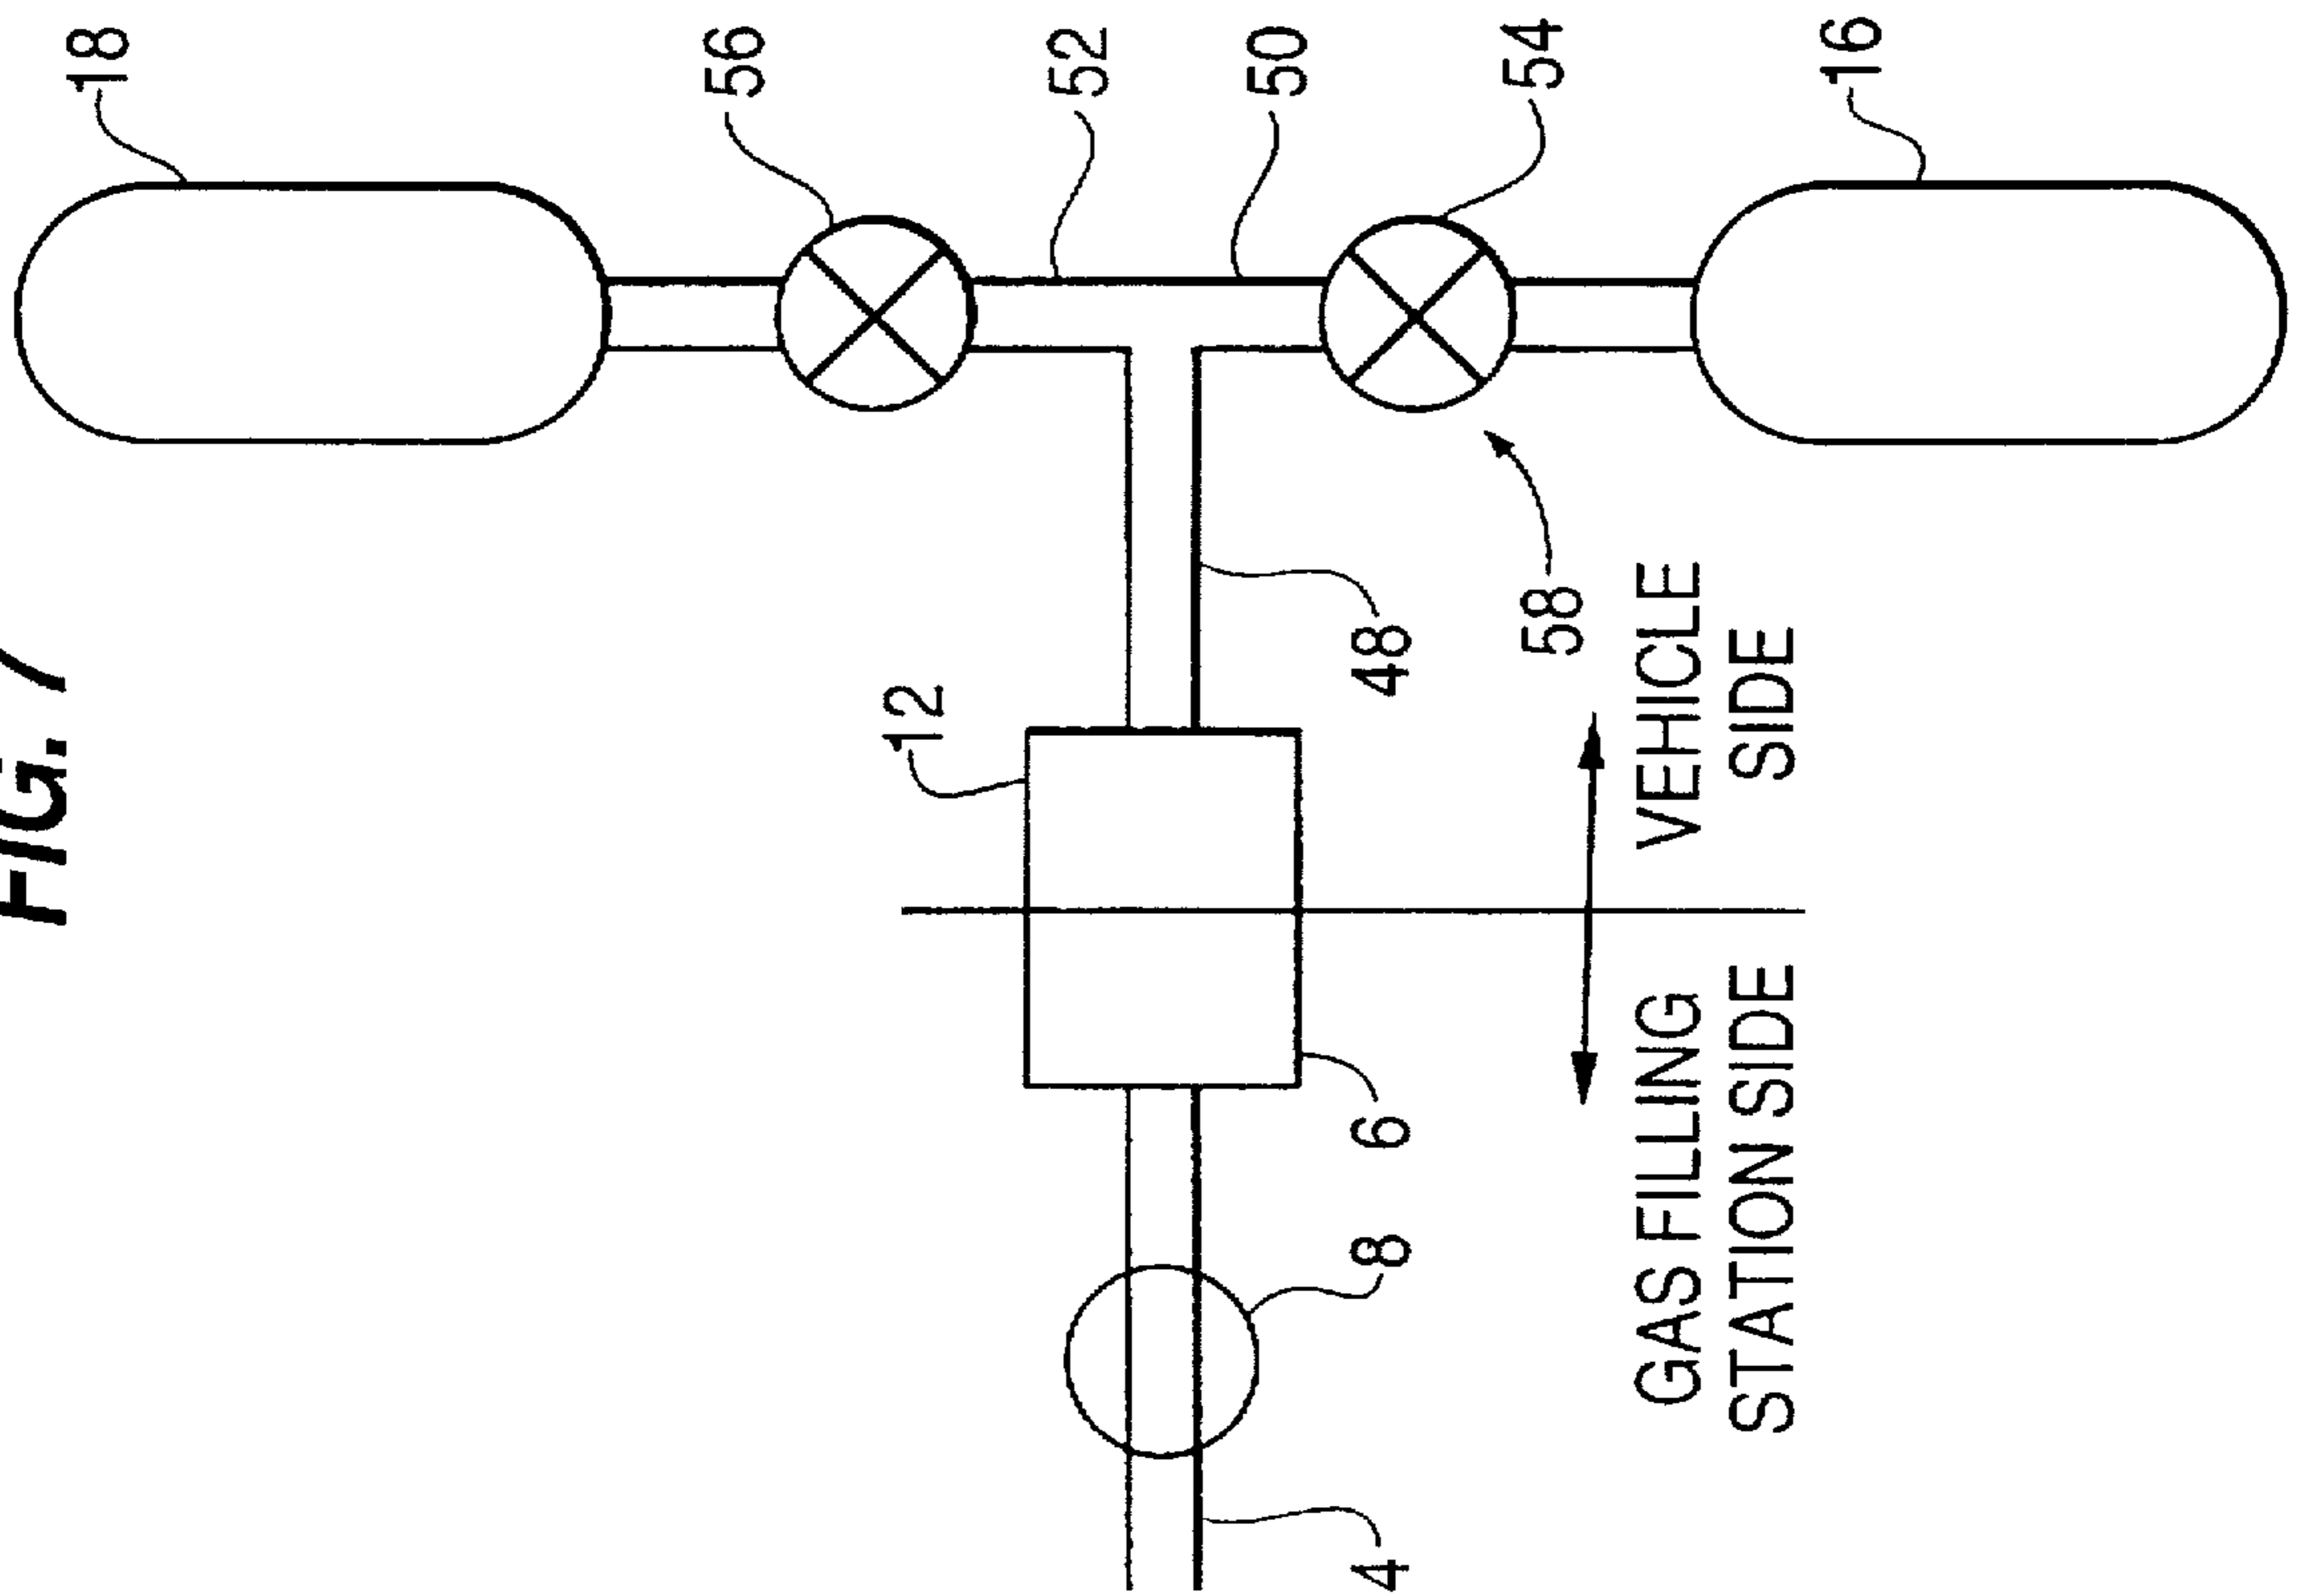 FIG. 7
18
56
12
52
50
4
8
6
48
54
58
GAS FILLING
STATION SIDE
VEHICLE
SIDE
16